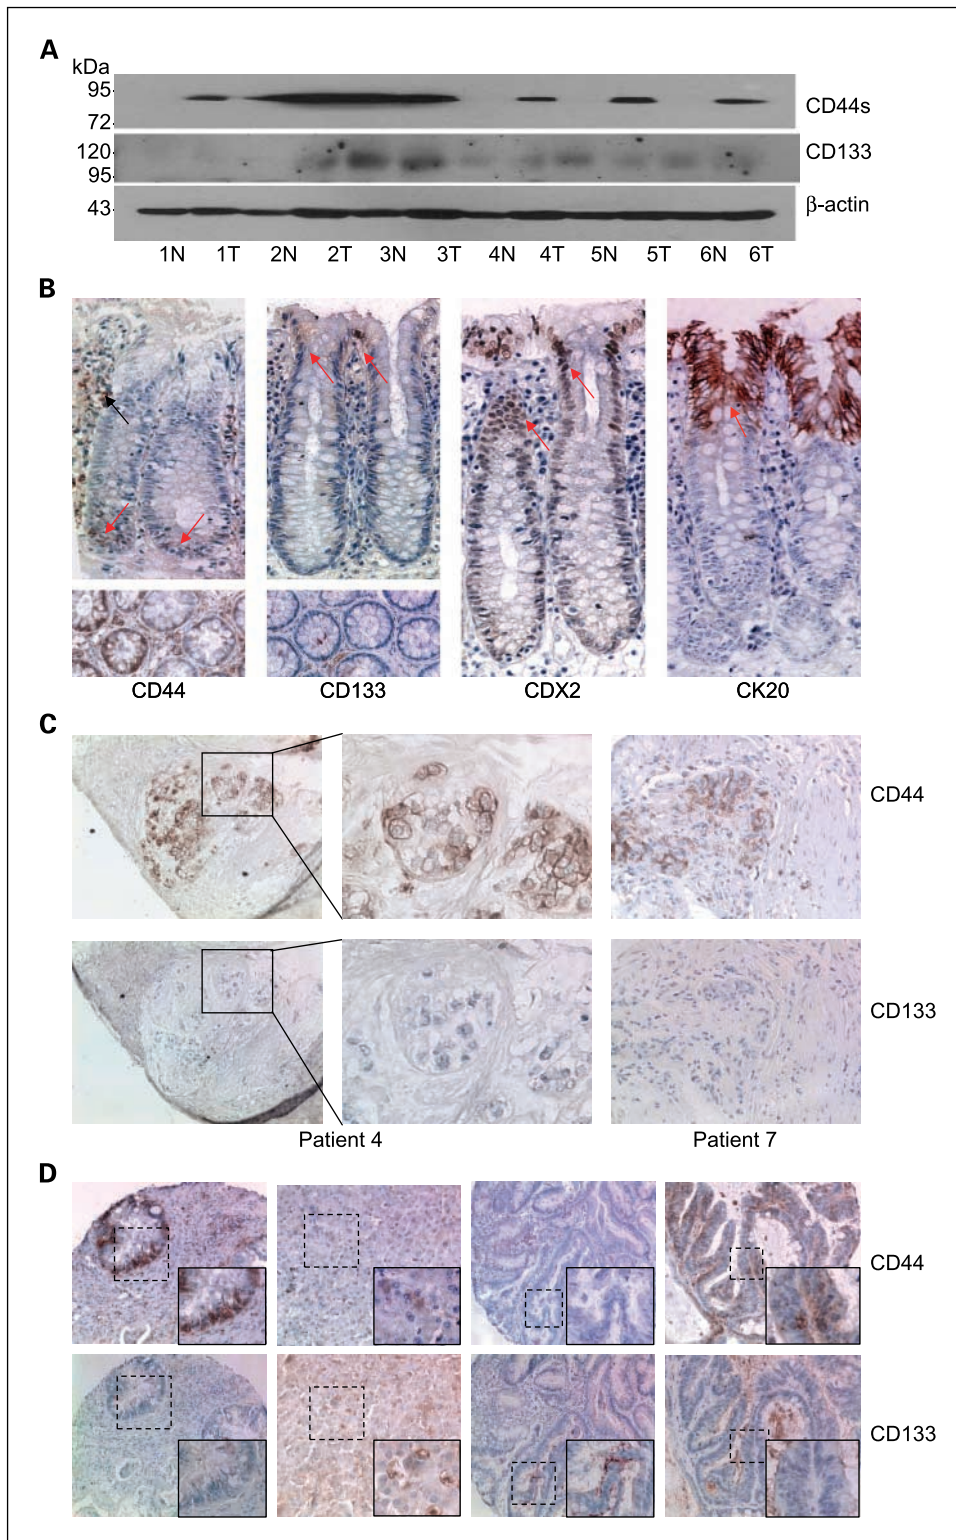 A
kDa
95
72
CD44s
120
95
CD133
43
β-actin
1N 1T 2N 2T 3N 3T 4N 4T 5N 5T 6N 6T
B
CD44 CD133 CDX2 CK20
C
CD44
CD133
Patient 4 Patient 7
D
CD44
CD133